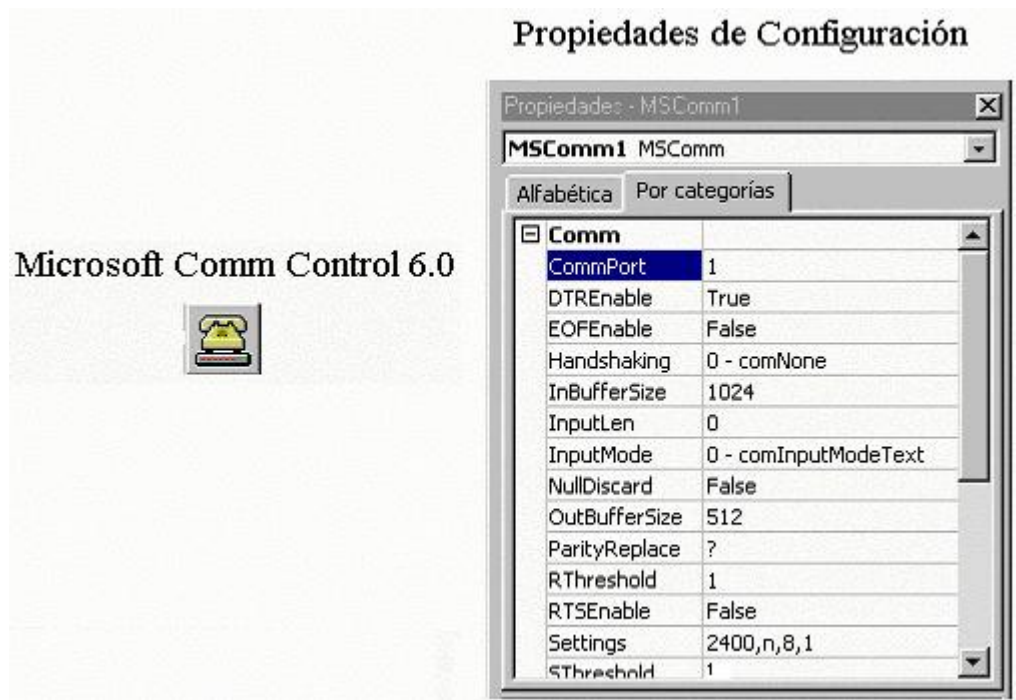 Propiedades de Configuración
Microsoft Comm Control 6.0
Propiedades - MSComm1
MSComm1 MSComm
Alfabética Por categorías
Comm
CommPort 1
DTREnable True
EOFEnable False
Handshaking 0 - comNone
InBufferSize 1024
InputLen 0
InputMode 0 - comInputModeText
NullDiscard False
OutBufferSize 512
ParityReplace ?
RThreshold 1
RTSEnable False
Settings 2400,n,8,1
SThreshold 1